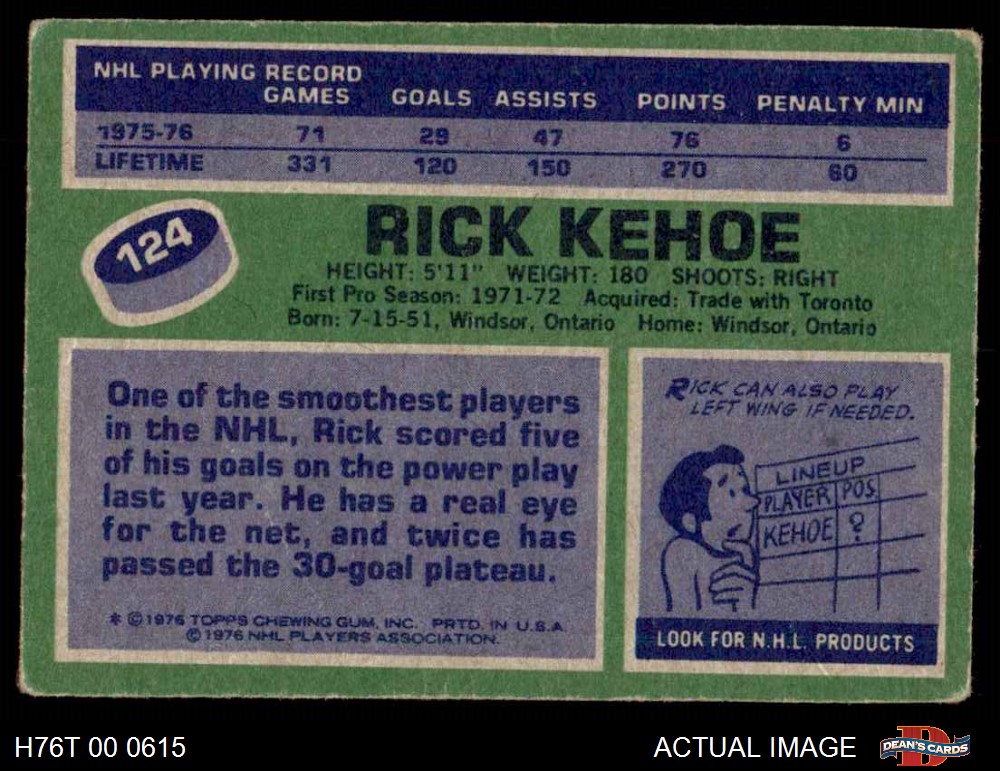 NHL PLAYING RECORD
GAMES GOALS ASSISTS POINTS PENALTY MIN
1975-76 71 29 47 76 6
LIFETIME 331 120 150 270 60
124
RICK KEHOE
HEIGHT: 5'11" WEIGHT: 180 SHOOTS: RIGHT
First Pro Season: 1971-72 Acquired: Trade with Toronto
Born: 7-15-51, Windsor, Ontario Home: Windsor, Ontario
One of the smoothest players
in the NHL, Rick scored five
of his goals on the power play
last year. He has a real eye
for the net, and twice has
passed the 30-goal plateau.
* © 1976 TOPPS CHEWING GUM, INC. PRTD. IN U.S.A.
© 1976 NHL PLAYERS ASSOCIATION.
RICK CAN ALSO PLAY
LEFT WING IF NEEDED.
LINEUP
PLAYER POS.
KEHOE ?
LOOK FOR N.H.L. PRODUCTS
H76T 00 0615
ACTUAL IMAGE
D
DEAN'S CARDS